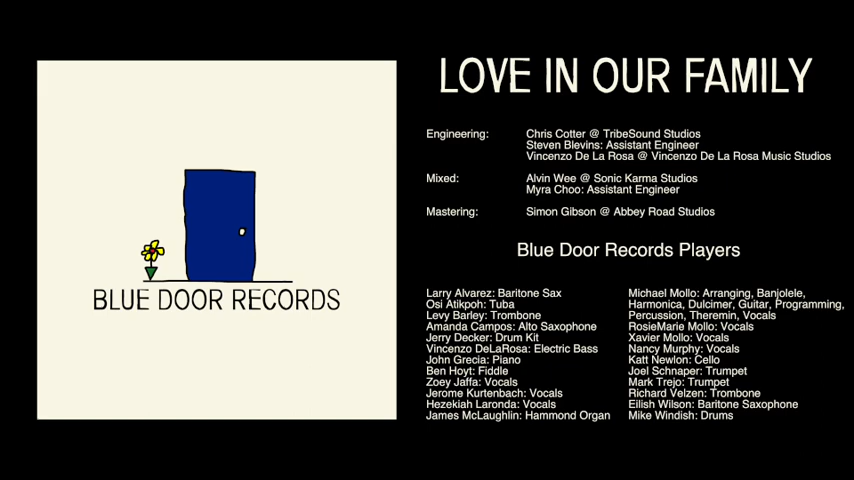 LOVE IN OUR FAMILY
Engineering: Chris Cotter @ TribeSound Studios
Steven Blevins: Assistant Engineer
Vincenzo De La Rosa @ Vincenzo De La Rosa Music Studios
Mixed: Alvin Wee @ Sonic Karma Studios
Myra Choo: Assistant Engineer
Mastering: Simon Gibson @ Abbey Road Studios
Blue Door Records Players
Larry Alvarez: Baritone Sax
Osi Atikpoh: Tuba
Levy Barley: Trombone
Amanda Campos: Alto Saxophone
Jerry Decker: Drum Kit
Vincenzo DeLaRosa: Electric Bass
John Grecia: Piano
Ben Hoyt: Fiddle
Zoey Jaffa: Vocals
Jerome Kurtenbach: Vocals
Hezekiah Laronda: Vocals
James McLaughlin: Hammond Organ
Michael Mollo: Arranging, Banjolele,
Harmonica, Dulcimer, Guitar, Programming,
Percussion, Theremin, Vocals
RosieMarie Mollo: Vocals
Xavier Mollo: Vocals
Nancy Murphy: Vocals
Katt Newlon: Cello
Joel Schnaper: Trumpet
Mark Trejo: Trumpet
Richard Velzen: Trombone
Eilish Wilson: Baritone Saxophone
Mike Windish: Drums
BLUE DOOR RECORDS